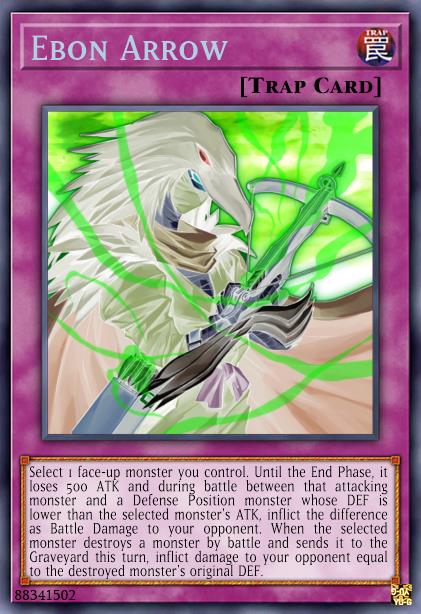 Ebon Arrow
TRAP
罠
[Trap Card]
Select 1 face-up monster you control. Until the End Phase, it
loses 500 ATK and during battle between that attacking
monster and a Defense Position monster whose DEF is
lower than the selected monster's ATK, inflict the difference
as Battle Damage to your opponent. When the selected
monster destroys a monster by battle and sends it to the
Graveyard this turn, inflict damage to your opponent equal
to the destroyed monster's original DEF.
88341502